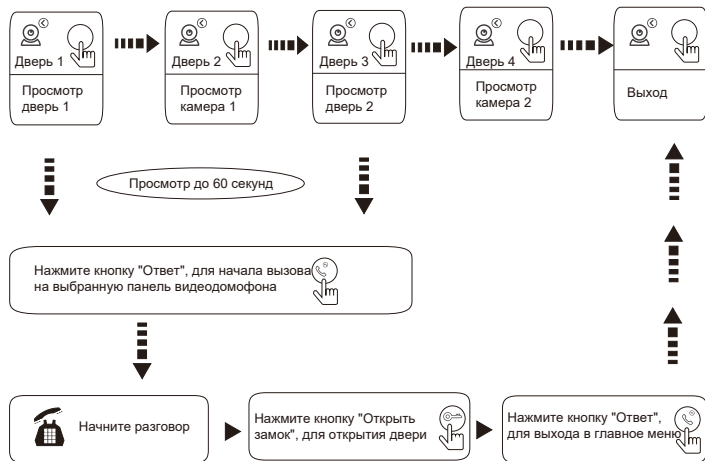 Дверь 1
Просмотр
дверь 1
Дверь 2
Просмотр
камера 1
Дверь 3
Просмотр
дверь 2
Дверь 4
Просмотр
камера 2
Выход
Просмотр до 60 секунд
Нажмите кнопку "Ответ", для начала вызова
на выбранную панель видеодомофона
Начните разговор
Нажмите кнопку "Открыть
замок", для открытия двери
Нажмите кнопку "Ответ",
для выхода в главное меню